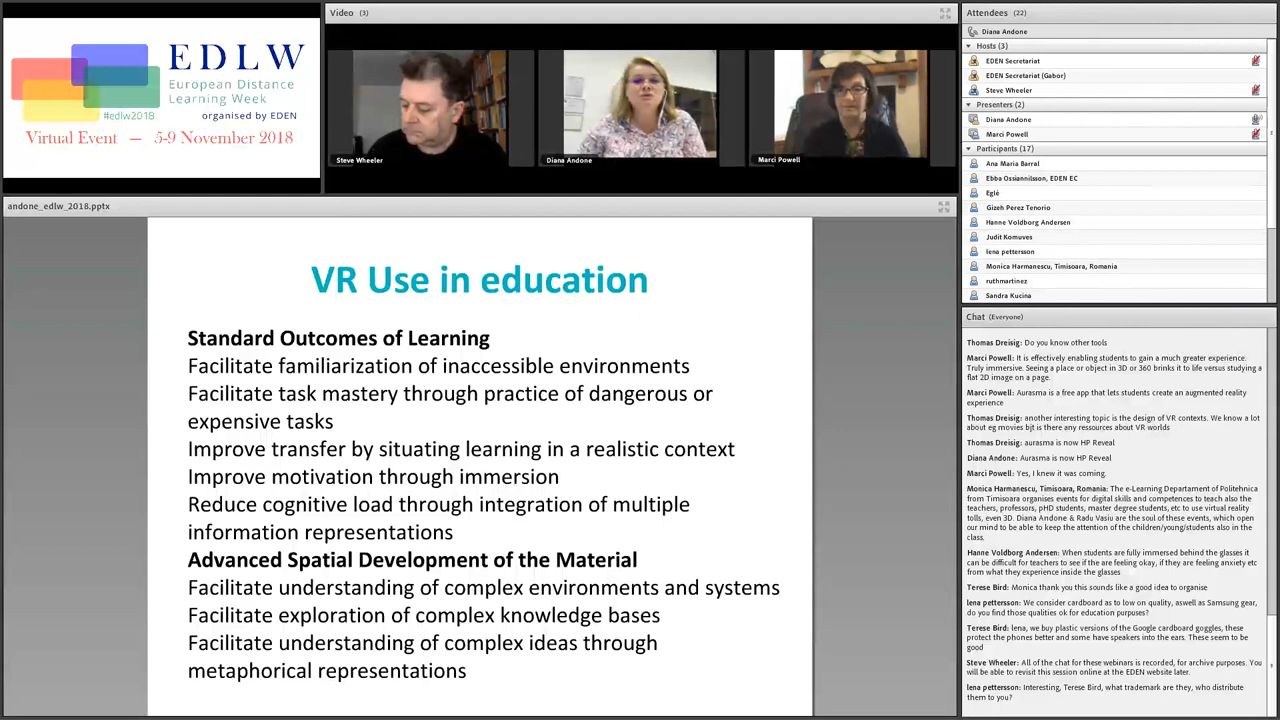 EDLW
European Distance
Learning Week
#edlw2018
organised by EDEN
Virtual Event — 5-9 November 2018
Video (3)
Steve Wheeler
Diana Andone
Marci Powell
andone_edlw_2018.pptx
VR Use in education
Standard Outcomes of Learning
Facilitate familiarization of inaccessible environments
Facilitate task mastery through practice of dangerous or
expensive tasks
Improve transfer by situating learning in a realistic context
Improve motivation through immersion
Reduce cognitive load through integration of multiple
information representations
Advanced Spatial Development of the Material
Facilitate understanding of complex environments and systems
Facilitate exploration of complex knowledge bases
Facilitate understanding of complex ideas through
metaphorical representations
Attendees (22)
Diana Andone
Hosts (3)
EDEN Secretariat
EDEN Secretariat (Gabor)
Steve Wheeler
Presenters (2)
Diana Andone
Marci Powell
Participants (17)
Ana Maria Barral
Ebba Ossiannilsson, EDEN EC
Eglé
Gizeh Perez Tenorio
Hanne Voldborg Andersen
Judit Komuves
lena pettersson
Monica Harmanescu, Timisoara, Romania
ruthmartinez
Sandra Kucina
Chat (Everyone)
Thomas Dreisig: Do you know other tools
Marci Powell: It is effectively enabling students to gain a much greater experience.
Truly immersive. Seeing a place or object in 3D or 360 brinks it to life versus studying a
flat 2D image on a page.
Marci Powell: Aurasma is a free app that lets students create an augmented reality
experience
Thomas Dreisig: another interesting topic is the design of VR contexts. We know a lot
about eg movies bjt is there any ressources about VR worlds
Thomas Dreisig: aurasma is now HP Reveal
Diana Andone: Aurasma is now HP Reveal
Marci Powell: Yes, I knew it was coming.
Monica Harmanescu, Timisoara, Romania: The e-Learning Departament of Politehnica
from Timisoara organises events for digital skills and competences to teach also the
teachers, professors, pHD students, master degree students, etc to use virtual reality
tolls, even 3D. Diana Andone & Radu Vasiu are the soul of these events, which open
our mind to be able to keep the attention of the children/young/students also in the
class.
Hanne Voldborg Andersen: When students are fully immersed behind the glasses it
can be difficult for teachers to see if the are feeling okay, if they are feeling anxiety etc
from what they experience inside the glasses
Terese Bird: Monica thank you this sounds like a good idea to organise
lena pettersson: We consider cardboard as to low on quality, aswell as Samsung gear,
do you find those qualities ok for education purposes?
Terese Bird: lena, we buy plastic versions of the Google cardboard goggles, these
protect the phones better and some have speakers into the ears. These seem to be
good
Steve Wheeler: All of the chat for these webinars is recorded, for archive purposes. You
will be able to revisit this session online at the EDEN website later.
lena pettersson: Interesting, Terese Bird, what trademark are they, who distribute
them to you?